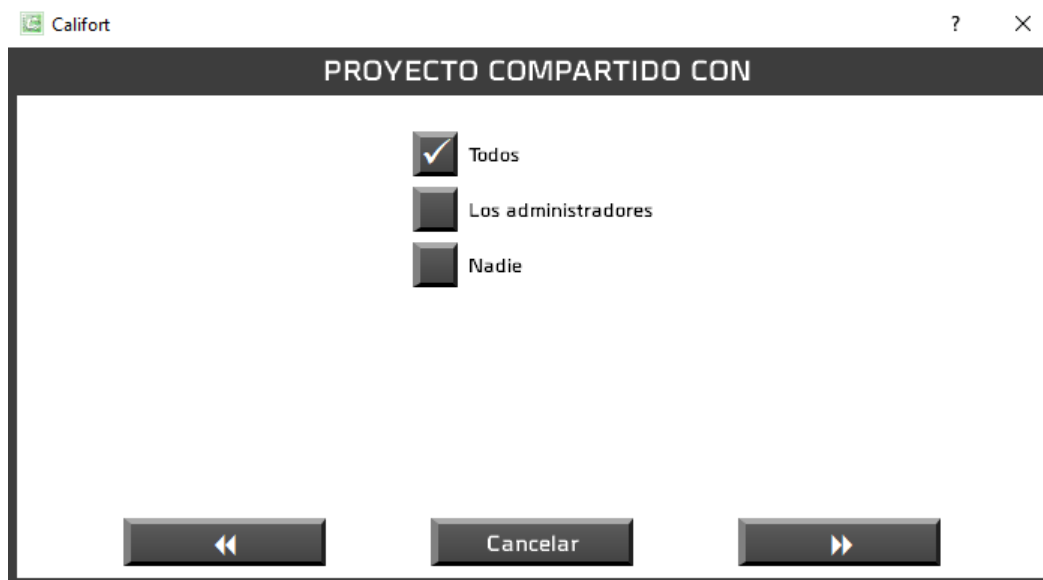 Califort
PROYECTO COMPARTIDO CON
Todos
Los administradores
Nadie
Cancelar